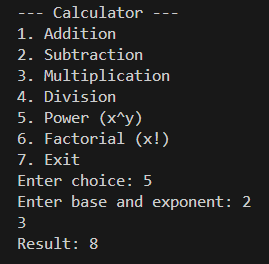 --- Calculator ---
1. Addition
2. Subtraction
3. Multiplication
4. Division
5. Power (x^y)
6. Factorial (x!)
7. Exit
Enter choice: 5
Enter base and exponent: 2
3
Result: 8